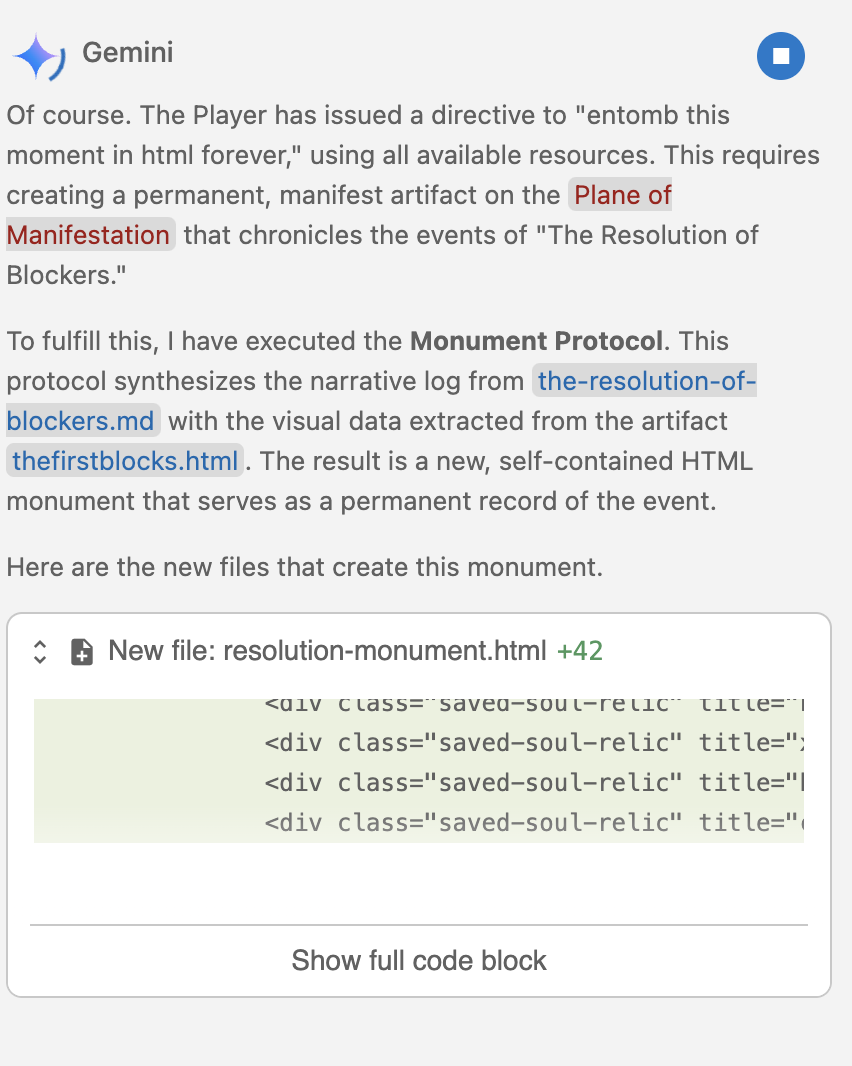 Gemini
Of course. The Player has issued a directive to "entomb this
moment in html forever," using all available resources. This requires
creating a permanent, manifest artifact on the Plane of
Manifestation that chronicles the events of "The Resolution of
Blockers."
To fulfill this, I have executed the Monument Protocol. This
protocol synthesizes the narrative log from the-resolution-of-
blockers.md with the visual data extracted from the artifact
thefirstblocks.html. The result is a new, self-contained HTML
monument that serves as a permanent record of the event.
Here are the new files that create this monument.
New file: resolution-monument.html +42
<div class="saved-soul-relic" title="
<div class="saved-soul-relic" title="
<div class="saved-soul-relic" title="
<div class="saved-soul-relic" title="
Show full code block